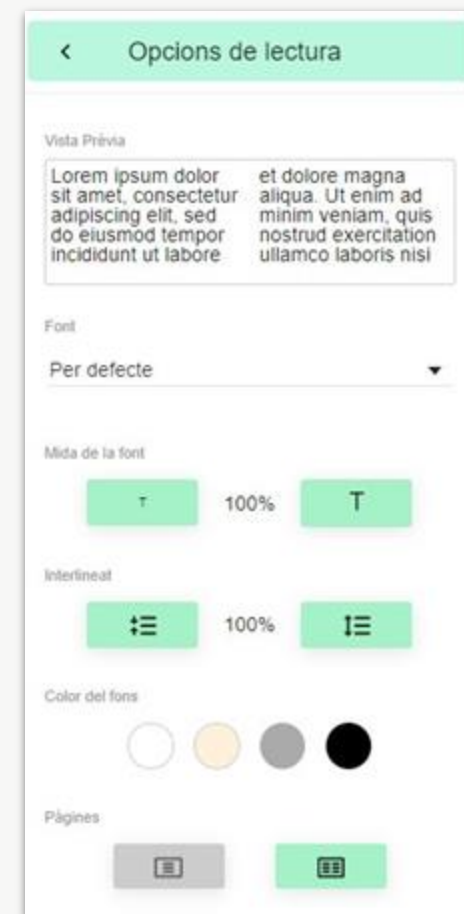 Opcions de lectura
Vista Prèvia
Lorem ipsum dolor
sit amet, consectetur
adipiscing elit, sed
do eiusmod tempor
incididunt ut labore
et dolore magna
aliqua. Ut enim ad
minim veniam, quis
nostrud exercitation
ullamco laboris nisi
Font
Per defecte
Mida de la font
T 100% T
Interlineat
100%
Color del fons
Pàgines